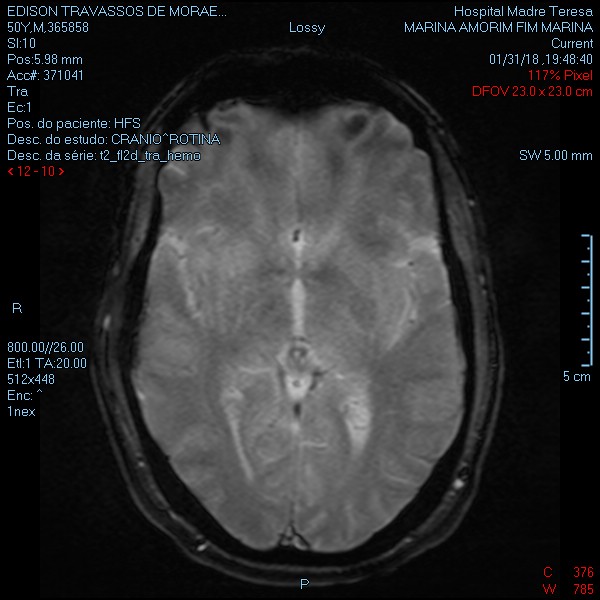 EDISON TRAVASSOS DE MORAE...
50Y,M,365858
Sl:10
Pos:5.98 mm
Acc#: 371041
Tra
Ec:1
Pos. do paciente: HFS
Desc. do estudo: CRANIO^ROTINA
Desc. da série: t2_fl2d_tra_hemo
< 12 - 10 >
Lossy
Hospital Madre Teresa
MARINA AMORIM FIM MARINA
Current
01/31/18 ,19:48:40
117% Pixel
DFOV 23.0 x 23.0 cm
SW 5.00 mm
R
5 cm
800.00//26.00
Etl:1 TA:20.00
512x448
Enc: ^
1nex
P
C 376
W 785